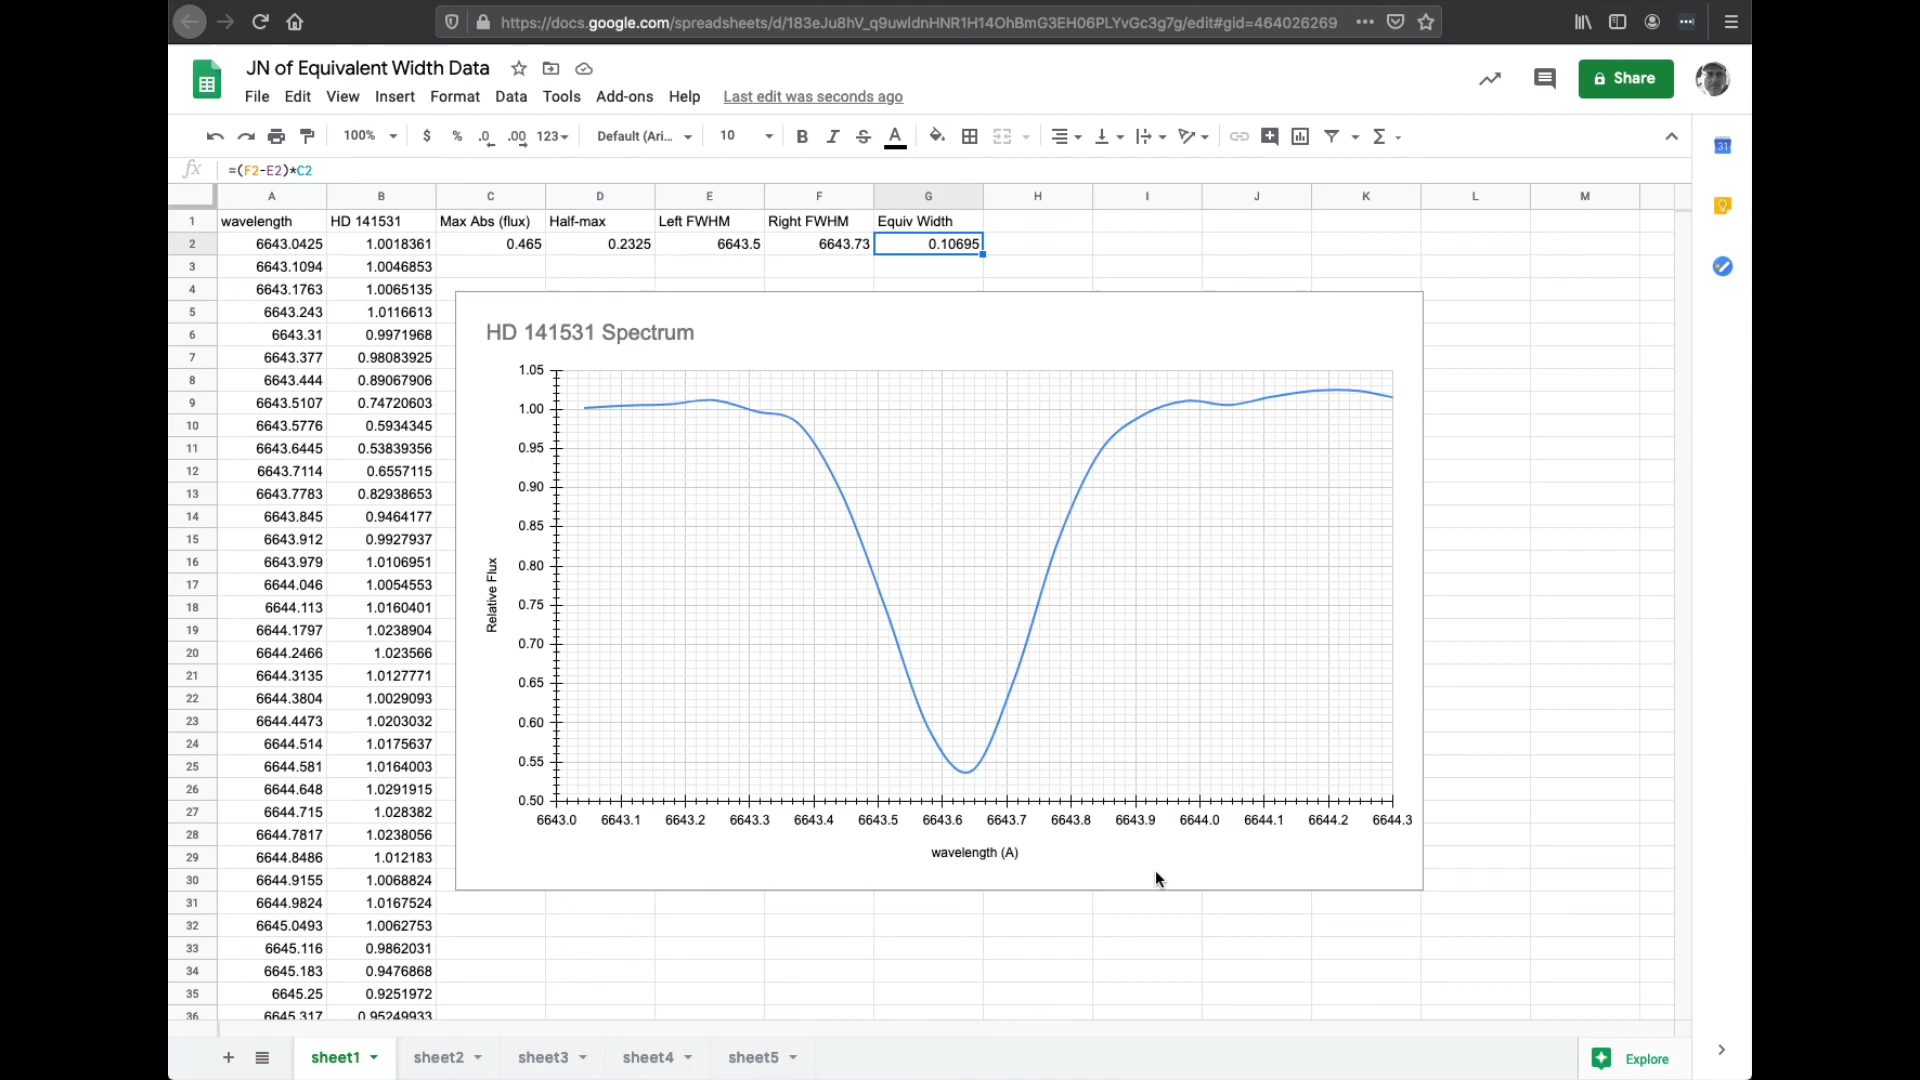 https://docs.google.com/spreadsheets/d/183eJu8hV_q9uwIdnHNR1H14OhBmG3EH06PLYvGc3g7g/edit#gid=464026269
JN of Equivalent Width Data
Share
File Edit View Insert Format Data Tools Add-ons Help Last edit was seconds ago
100% $ % .0 .00 123 Default (Ari... 10 B I S A
fx =(F2-E2)*C2
31
A B C D E F G H I J K L M
1 wavelength HD 141531 Max Abs (flux) Half-max Left FWHM Right FWHM Equiv Width
2 6643.0425 1.0018361 0.465 0.2325 6643.5 6643.73 0.10695
3 6643.1094 1.0046853
4 6643.1763 1.0065135
5 6643.243 1.0116613
6 6643.31 0.9971968
7 6643.377 0.98083925
8 6643.444 0.89067906
9 6643.5107 0.74720603
10 6643.5776 0.5934345
11 6643.6445 0.53839356
12 6643.7114 0.6557115
13 6643.7783 0.82938653
14 6643.845 0.9464177
15 6643.912 0.9927937
16 6643.979 1.0106951
17 6644.046 1.0054553
18 6644.113 1.0160401
19 6644.1797 1.0238904
20 6644.2466 1.023566
21 6644.3135 1.0127771
22 6644.3804 1.0029093
23 6644.4473 1.0203032
24 6644.514 1.0175637
25 6644.581 1.0164003
26 6644.648 1.0291915
27 6644.715 1.028382
28 6644.7817 1.0238056
29 6644.8486 1.012183
30 6644.9155 1.0068824
31 6644.9824 1.0167524
32 6645.0493 1.0062753
33 6645.116 0.9862031
34 6645.183 0.9476868
35 6645.25 0.9251972
36 6645.317 0.95249933
HD 141531 Spectrum
1.05
1.00
0.95
0.90
0.85
0.80
0.75
0.70
0.65
0.60
0.55
0.50
Relative Flux
6643.0 6643.1 6643.2 6643.3 6643.4 6643.5 6643.6 6643.7 6643.8 6643.9 6644.0 6644.1 6644.2 6644.3
wavelength (A)
sheet1 sheet2 sheet3 sheet4 sheet5
Explore